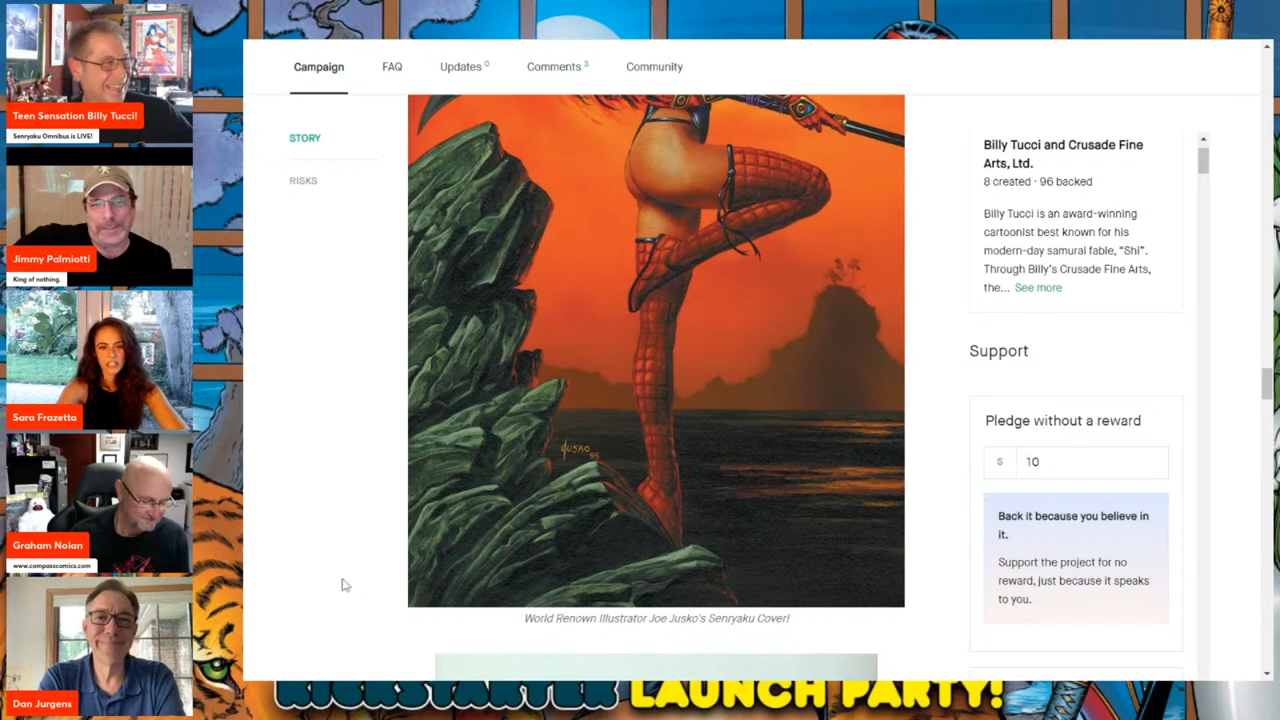 Teen Sensation Billy Tucci!
Senryaku Omnibus is LIVE!
Jimmy Palmiotti
King of nothing.
Sara Frazetta
Graham Nolan
www.compasscomics.com
Dan Jurgens
Campaign
FAQ
Updates 0
Comments 3
Community
STORY
RISKS
Jusko
95
World Renown Illustrator Joe Jusko's Senryaku Cover!
Billy Tucci and Crusade Fine
Arts, Ltd.
8 created · 96 backed
Billy Tucci is an award-winning
cartoonist best known for his
modern-day samurai fable, "Shi".
Through Billy's Crusade Fine Arts,
the... See more
Support
Pledge without a reward
$ 10
Back it because you believe in
it.
Support the project for no
reward, just because it speaks
to you.
KICKSTARTER LAUNCH PARTY!